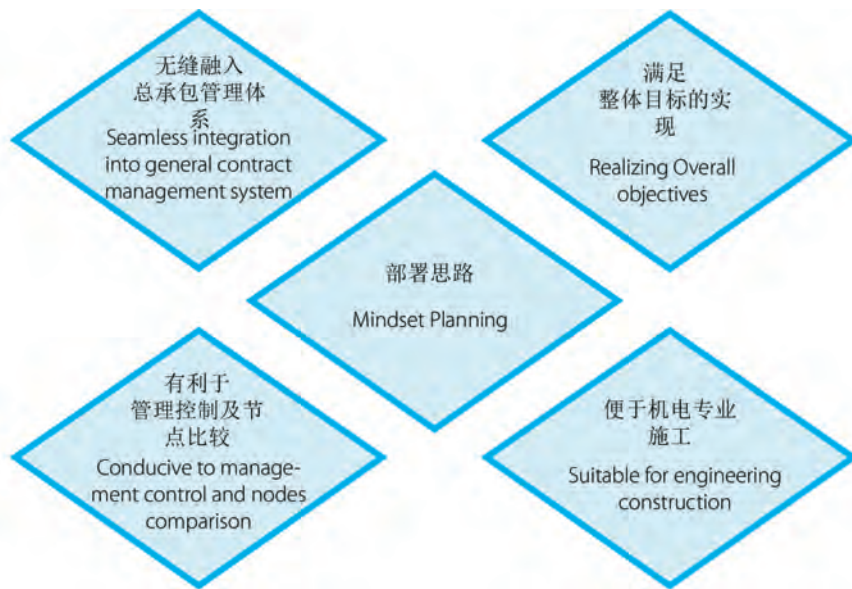 无缝融入
总承包管理体
系
Seamless integration
into general contract
management system
满足
整体目标的实
现
Realizing Overall
objectives
部署思路
Mindset Planning
有利于
管理控制及节
点比较
Conducive to manage-
ment control and nodes
comparison
便于机电专业
施工
Suitable for engineering
construction